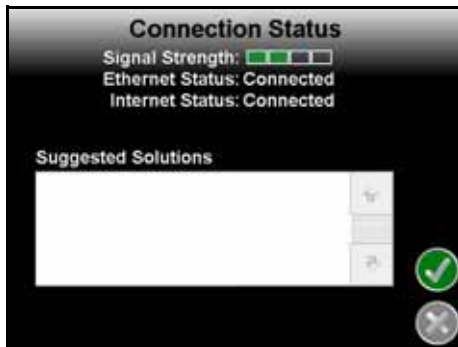 Connection Status
Signal Strength:
Ethernet Status: Connected
Internet Status: Connected
Suggested Solutions